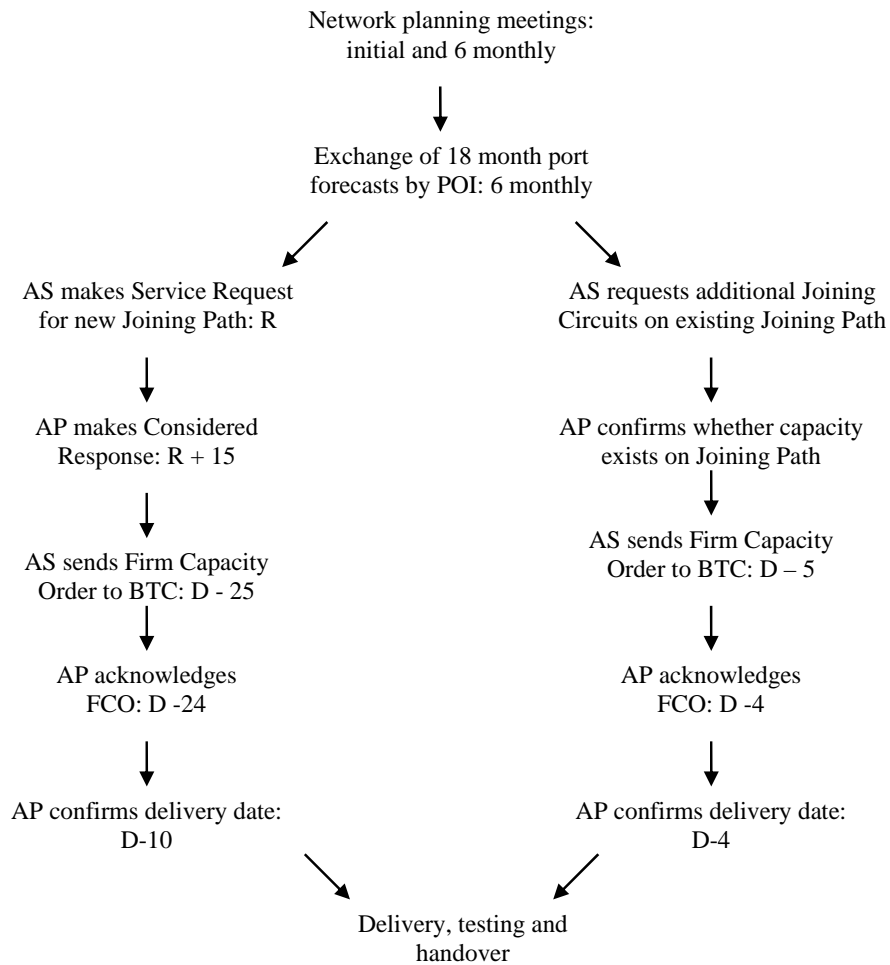 Network planning meetings:
initial and 6 monthly
Exchange of 18 month port
forecasts by POI: 6 monthly
AS makes Service Request
for new Joining Path: R
AP makes Considered
Response: R + 15
AS sends Firm Capacity
Order to BTC: D - 25
AP acknowledges
FCO: D -24
AP confirms delivery date:
D-10
AS requests additional Joining
Circuits on existing Joining Path
AP confirms whether capacity
exists on Joining Path
AS sends Firm Capacity
Order to BTC: D – 5
AP acknowledges
FCO: D -4
AP confirms delivery date:
D-4
Delivery, testing and
handover